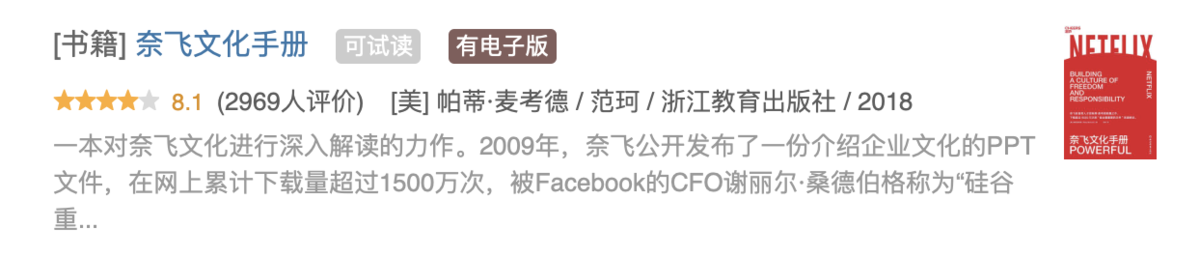 [书籍] 奈飞文化手册 可试读 有电子版
8.1 (2969人评价) [美] 帕蒂·麦考德 / 范珂 / 浙江教育出版社 / 2018
一本对奈飞文化进行深入解读的力作。2009年，奈飞公开发布了一份介绍企业文化的PPT
文件，在网上累计下载量超过1500万次，被Facebook的CFO谢丽尔·桑德伯格称为“硅谷
重...
NETFLIX
BUILDING
A CULTURE OF
FREEDOM
AND
RESPONSIBILITY
NETFLIX
奈飞文化手册
POWERFUL